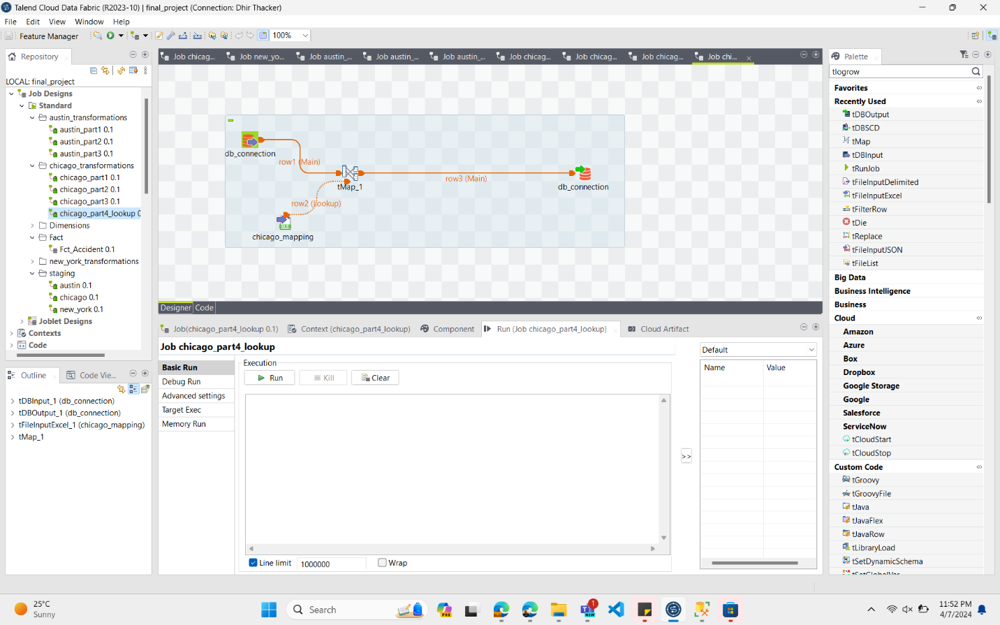 Talend Cloud Data Fabric (R2023-10) | final_project (Connection: Dhir Thacker)
File Edit View Window Help
Feature Manager
100%
Repository
LOCAL: final_project
Job Designs
Standard
austin_transformations
austin_part1 0.1
austin_part2 0.1
austin_part3 0.1
chicago_transformations
chicago_part1 0.1
chicago_part2 0.1
chicago_part3 0.1
chicago_part4_lookup 0
Dimensions
Fact
Fct_Accident 0.1
new_york_transformations
staging
austin 0.1
chicago 0.1
new_york 0.1
Joblet Designs
Contexts
Code
Outline
Code Vie...
tDBInput_1 (db_connection)
tDBOutput_1 (db_connection)
tFileInputExcel_1 (chicago_mapping)
tMap_1
Job chicag...
Job new_yo...
Job austin_...
Job austin_...
Job austin_...
Job chicag...
Job chicag...
Job chicag...
Job chi...
db_connection
row1 (Main)
tMap_1
row3 (Main)
db_connection
row2 (Lookup)
XLS
chicago_mapping
Designer Code
Job(chicago_part4_lookup 0.1)
Context (chicago_part4_lookup)
Component
Run (Job chicago_part4_lookup)
Cloud Artifact
Job chicago_part4_lookup
Basic Run
Debug Run
Advanced settings
Target Exec
Memory Run
Execution
Run
Kill
Clear
Line limit 1000000
Wrap
>>
Default
Name Value
Palette
tlogrow
Favorites
Recently Used
tDBOutput
tDBSCD
tMap
tDBInput
tRunJob
tFileInputDelimited
tFileInputExcel
tFilterRow
tDie
tReplace
tFileInputJSON
tFileList
Big Data
Business Intelligence
Business
Cloud
Amazon
Azure
Box
Dropbox
Google Storage
Google
Salesforce
ServiceNow
tCloudStart
tCloudStop
Custom Code
tGroovy
tGroovyFile
tJava
tJavaFlex
tJavaRow
tLibraryLoad
tSetDynamicSchema
tSetGlobalVar
25°C
Sunny
Search
PRE
1
NEW
11:52 PM
4/7/2024